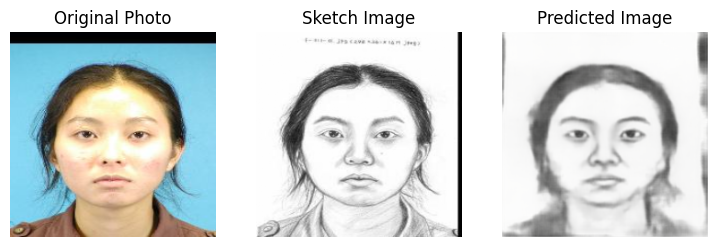 Original Photo
Sketch Image
Predicted Image